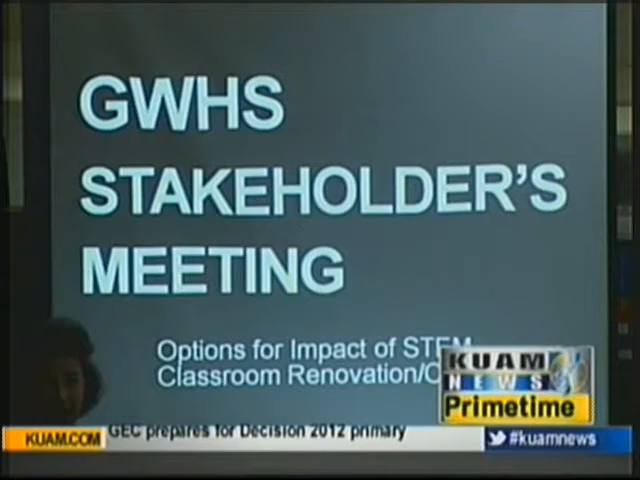 GWHS
STAKEHOLDER'S
MEETING
Options for Impact of STEM
Classroom Renovation/C
KUAM
NEWS
Primetime
KUAM.COM
GEC prepares for Decision 2012 primary
#kuamnews